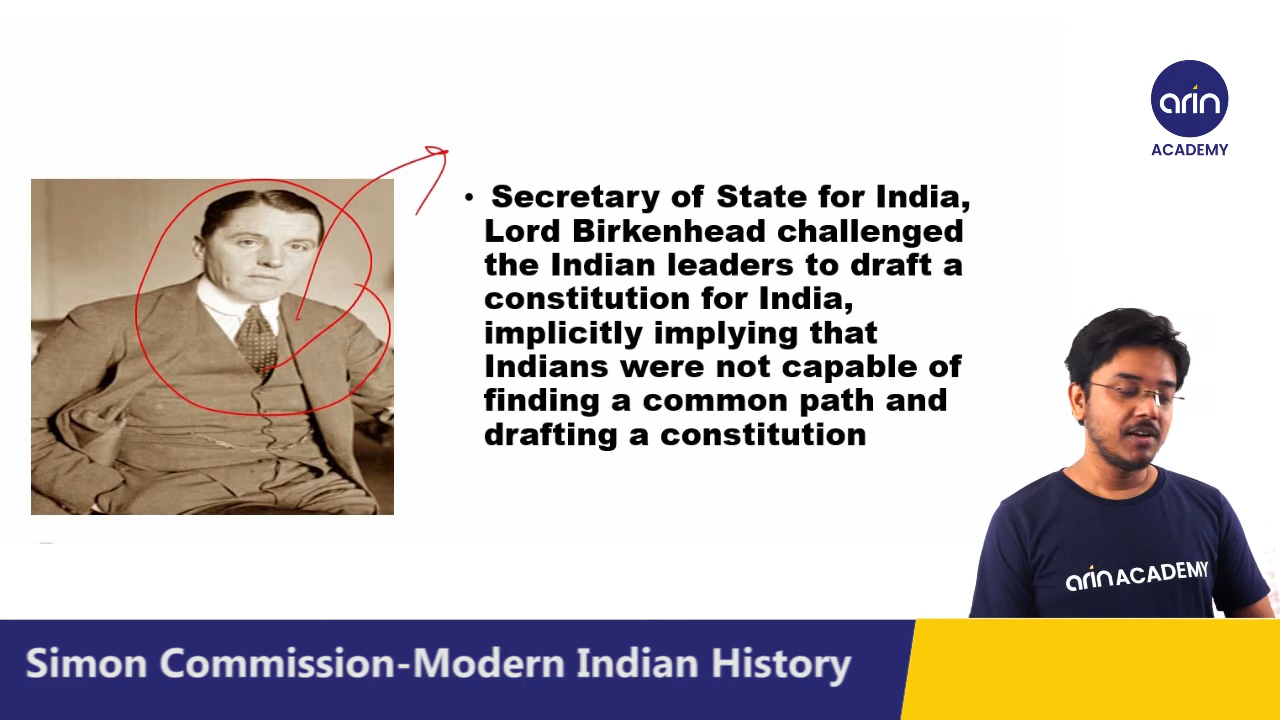 arin
ACADEMY
• Secretary of State for India,
Lord Birkenhead challenged
the Indian leaders to draft a
constitution for India,
implicitly implying that
Indians were not capable of
finding a common path and
drafting a constitution
arin ACADEMY
Simon Commission-Modern Indian History